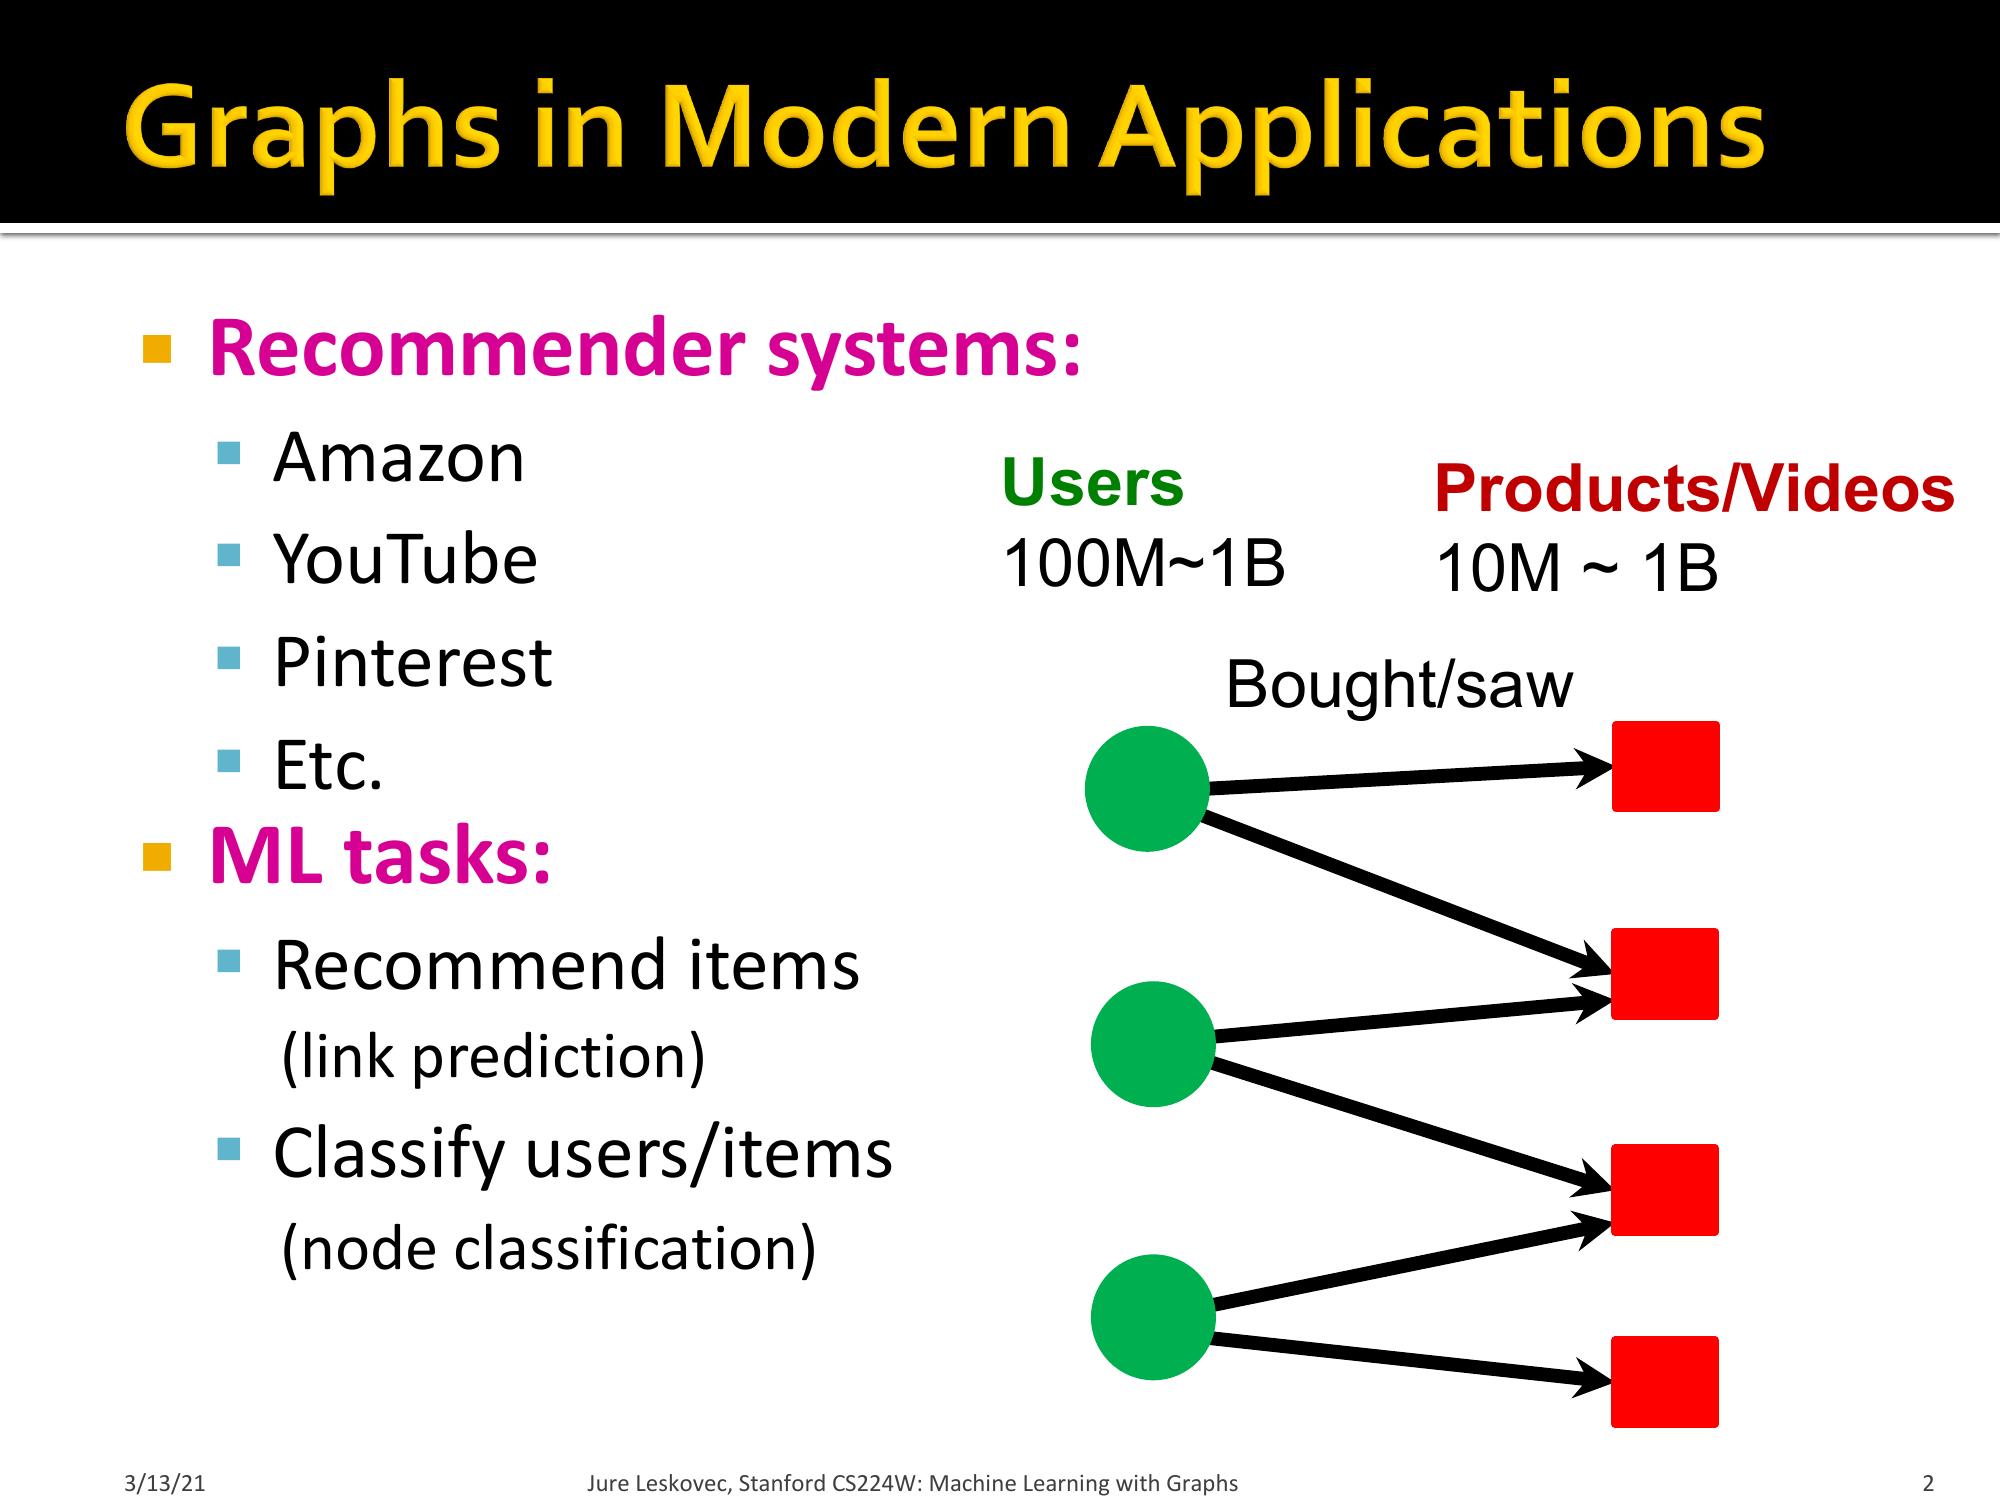 Graphs in Modern Applications
Recommender systems:
Amazon
YouTube
Pinterest
Etc.
ML tasks:
Recommend items
(link prediction)
Classify users/items
(node classification)
Users
100M~1B
Products/Videos
10M ~ 1B
Bought/saw
3/13/21
Jure Leskovec, Stanford CS224W: Machine Learning with Graphs
2